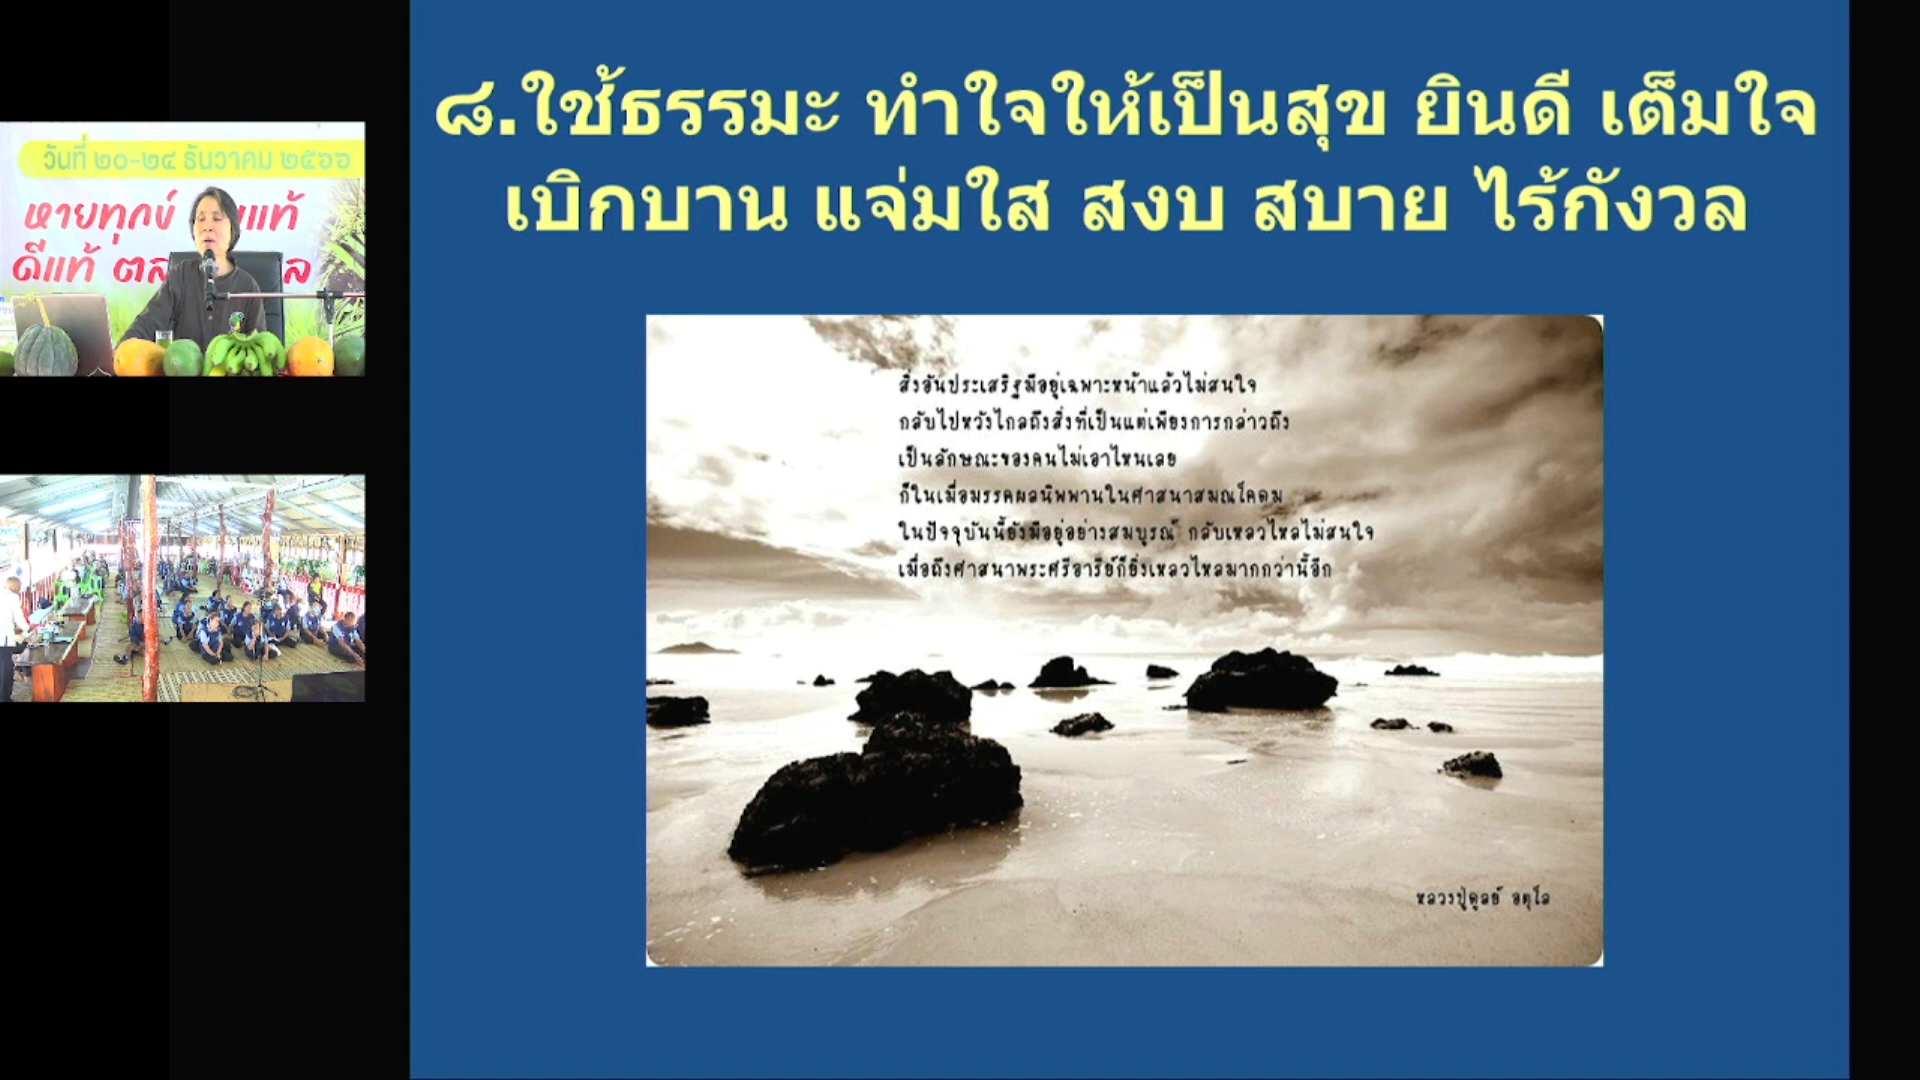 ๘.ใช้ธรรมะ ทำใจให้เป็นสุข ยินดี เต็มใจ
เบิกบาน แจ่มใส สงบ สบาย ไร้กังวล
วันที่ ๒๐-๒๔ ธันวาคม ๒๕๖๖
หายทุกข์ แท้
ดีแท้
สิ่งอันประเสริฐมีอยู่เฉพาะหน้าแล้วไม่สนใจ
กลับไปหวังไกลถึงสิ่งที่เป็นแต่เพียงการกล่าวถึง
เป็นลักษณะของคนไม่เอาไหนเลย
ก็ในเมื่อมรรคผลนิพพานในศาสนาสมณโคดม
ในปัจจุบันนี้ยังมีอยู่อย่างสมบูรณ์ กลับเหลวไหลไม่สนใจ
เมื่อถึงศาสนาพระศรีอารีย์ก็ยิ่งเหลวไหลมากกว่านี้อีก
หลวงปู่ดูลย์ อตุโล